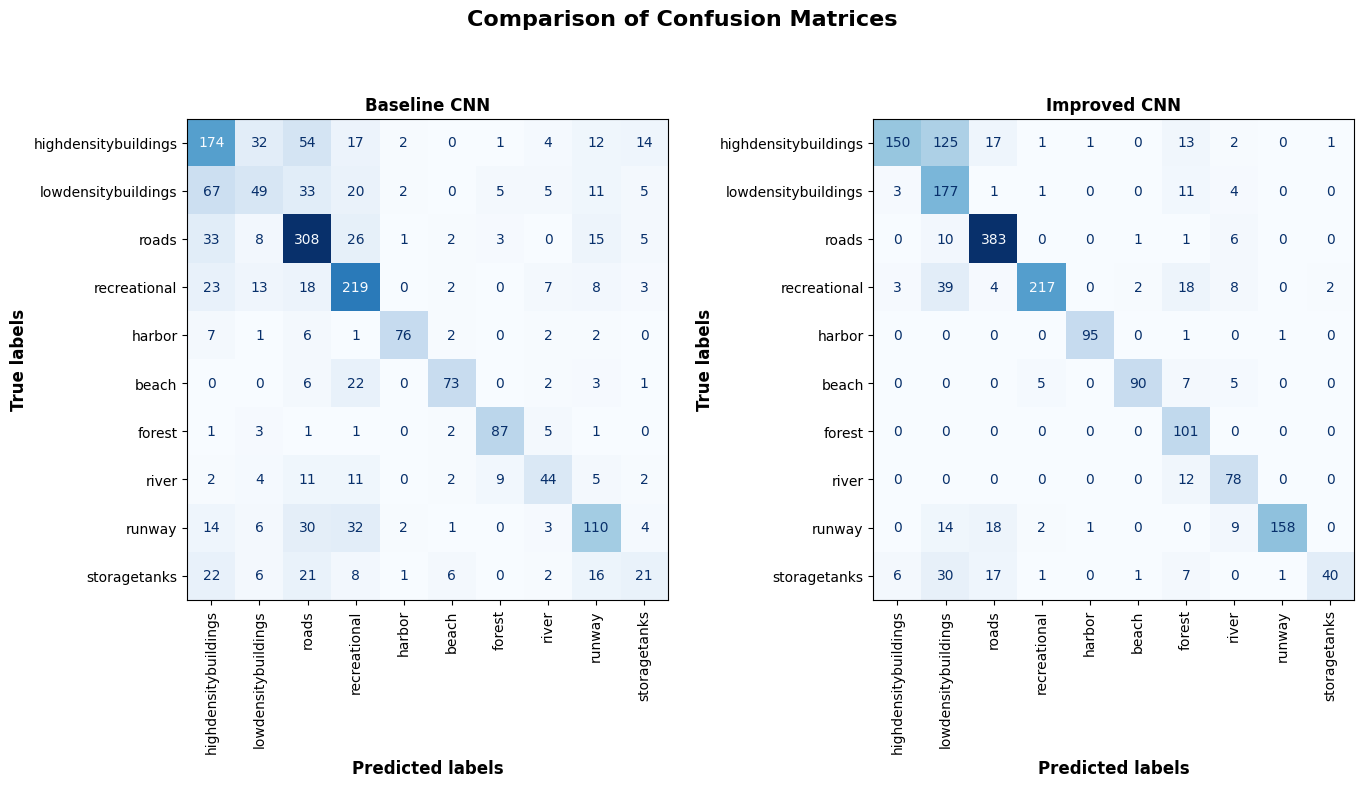 Comparison of Confusion Matrices
Baseline CNN
True labels
highdensitybuildings 174 32 54 17 2 0 1 4 12 14
lowdensitybuildings 67 49 33 20 2 0 5 5 11 5
roads 33 8 308 26 1 2 3 0 15 5
recreational 23 13 18 219 0 2 0 7 8 3
harbor 7 1 6 1 76 2 0 2 2 0
beach 0 0 6 22 0 73 0 2 3 1
forest 1 3 1 1 0 2 87 5 1 0
river 2 4 11 11 0 2 9 44 5 2
runway 14 6 30 32 2 1 0 3 110 4
storagetanks 22 6 21 8 1 6 0 2 16 21
highdensitybuildings
lowdensitybuildings
roads
recreational
harbor
beach
forest
river
runway
storagetanks
Predicted labels
Improved CNN
True labels
highdensitybuildings 150 125 17 1 1 0 13 2 0 1
lowdensitybuildings 3 177 1 1 0 0 11 4 0 0
roads 0 10 383 0 0 1 1 6 0 0
recreational 3 39 4 217 0 2 18 8 0 2
harbor 0 0 0 0 95 0 1 0 1 0
beach 0 0 0 5 0 90 7 5 0 0
forest 0 0 0 0 0 0 101 0 0 0
river 0 0 0 0 0 0 12 78 0 0
runway 0 14 18 2 1 0 0 9 158 0
storagetanks 6 30 17 1 0 1 7 0 1 40
highdensitybuildings
lowdensitybuildings
roads
recreational
harbor
beach
forest
river
runway
storagetanks
Predicted labels